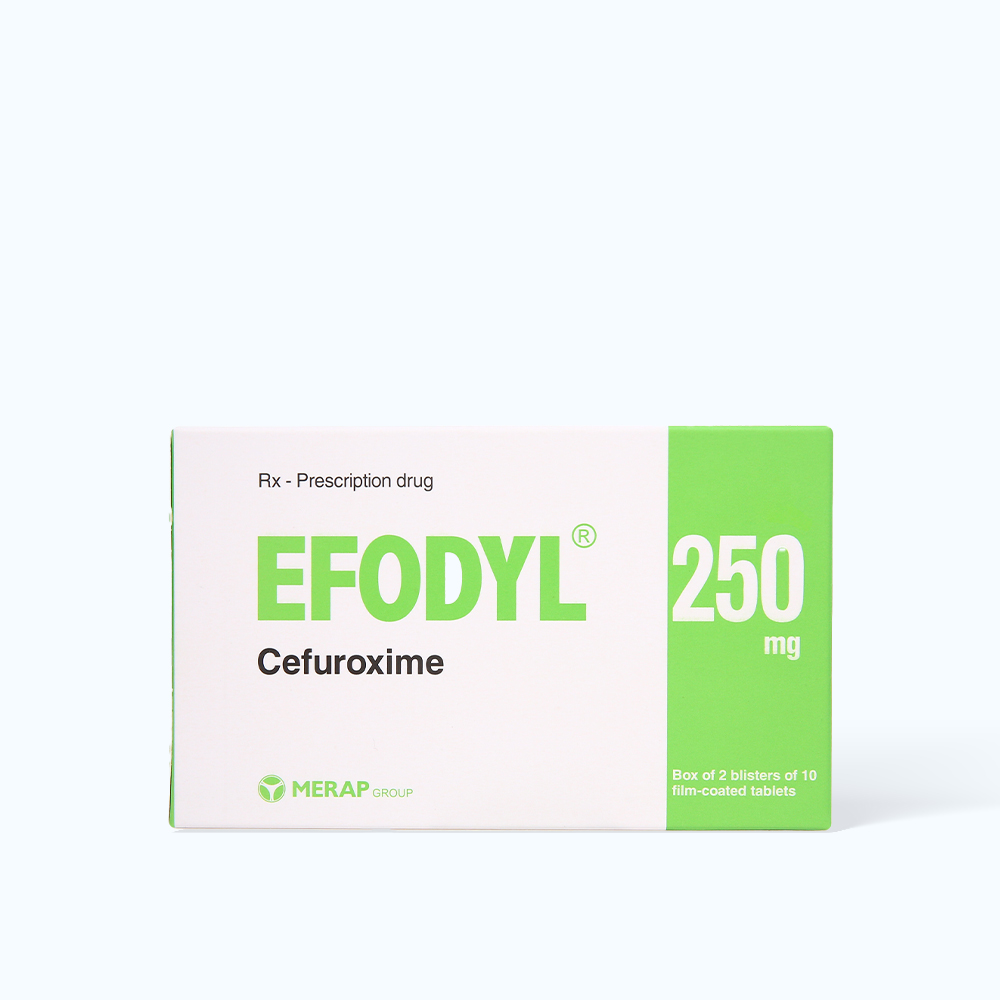 Rx - Prescription drug
EFODYL®
Cefuroxime
MERAP GROUP
250
mg
Box of 2 blisters of 10
film-coated tablets